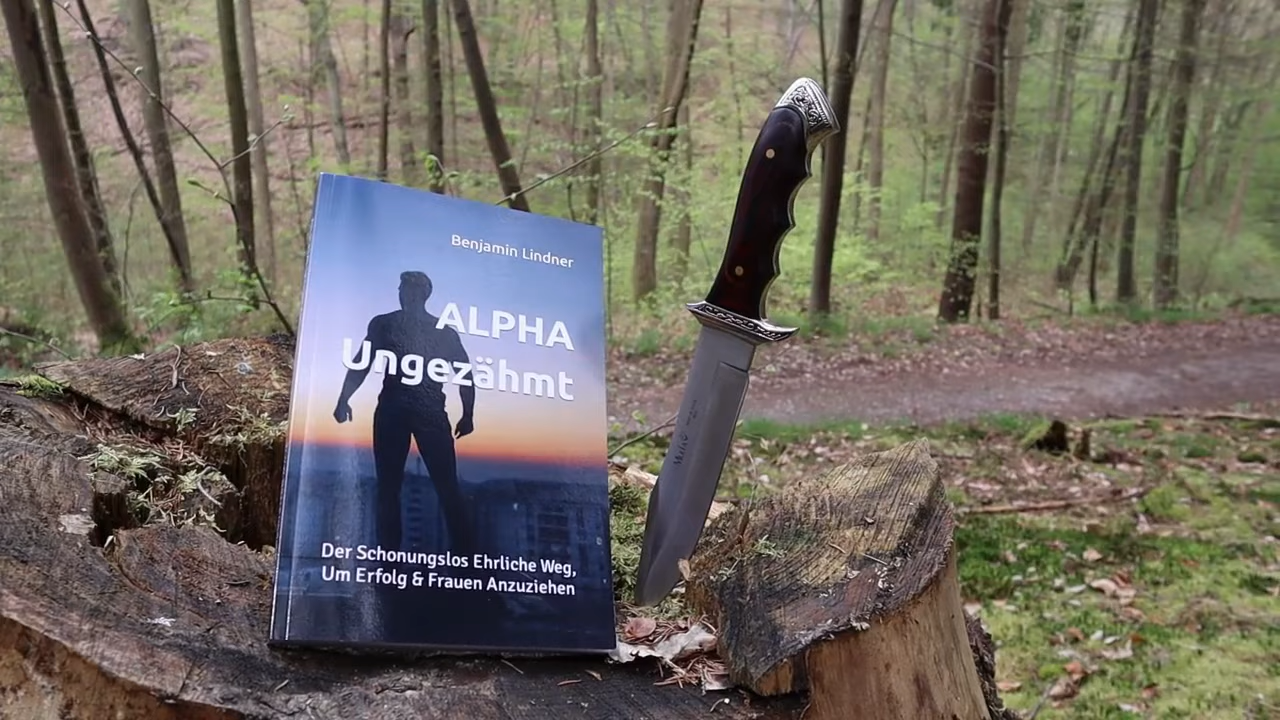 Benjamin Lindner
ALPHA
Ungezähmt
Der Schonungslos Ehrliche Weg,
Um Erfolg & Frauen Anzuziehen